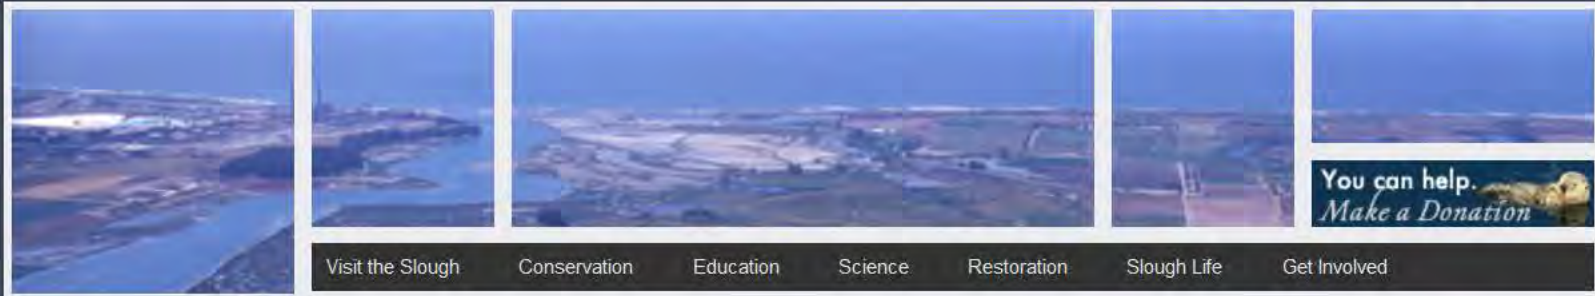 You can help.
Make a Donation
Visit the Slough Conservation Education Science Restoration Slough Life Get Involved